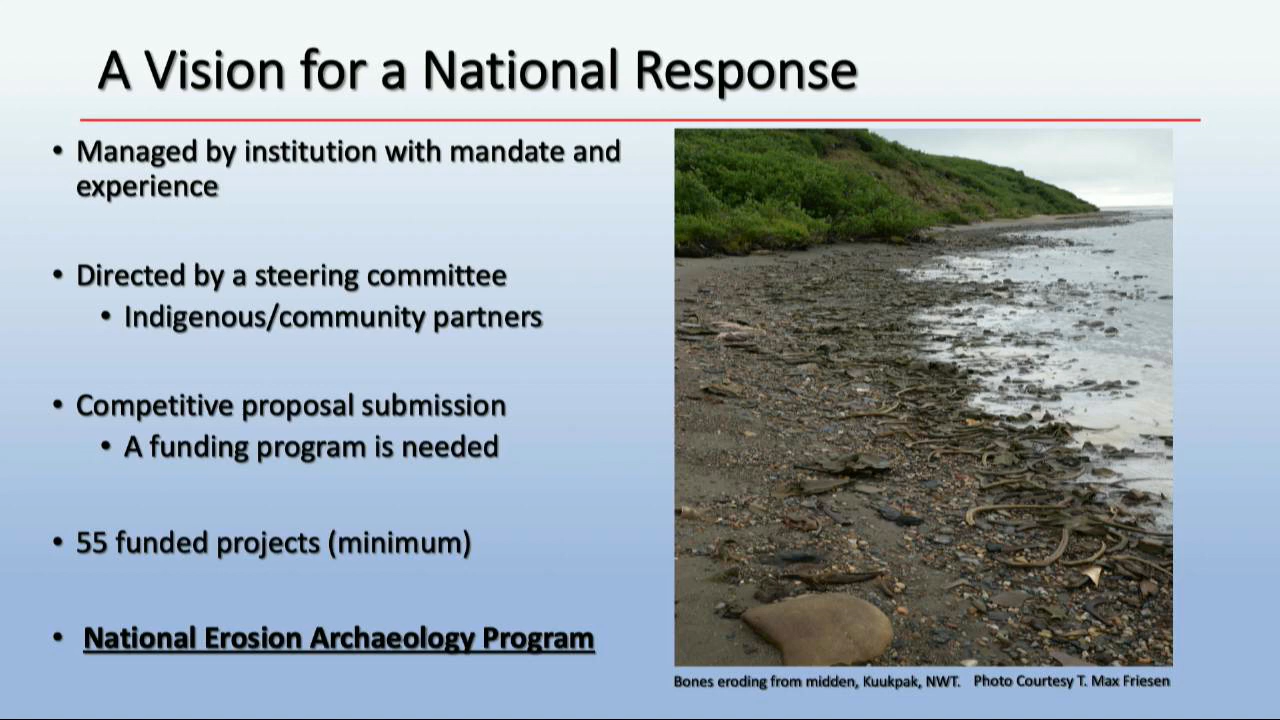 A Vision for a National Response
• Managed by institution with mandate and
experience
• Directed by a steering committee
• Indigenous/community partners
• Competitive proposal submission
• A funding program is needed
• 55 funded projects (minimum)
• National Erosion Archaeology Program
Bones eroding from midden, Kuukpak, NWT. Photo Courtesy T. Max Friesen